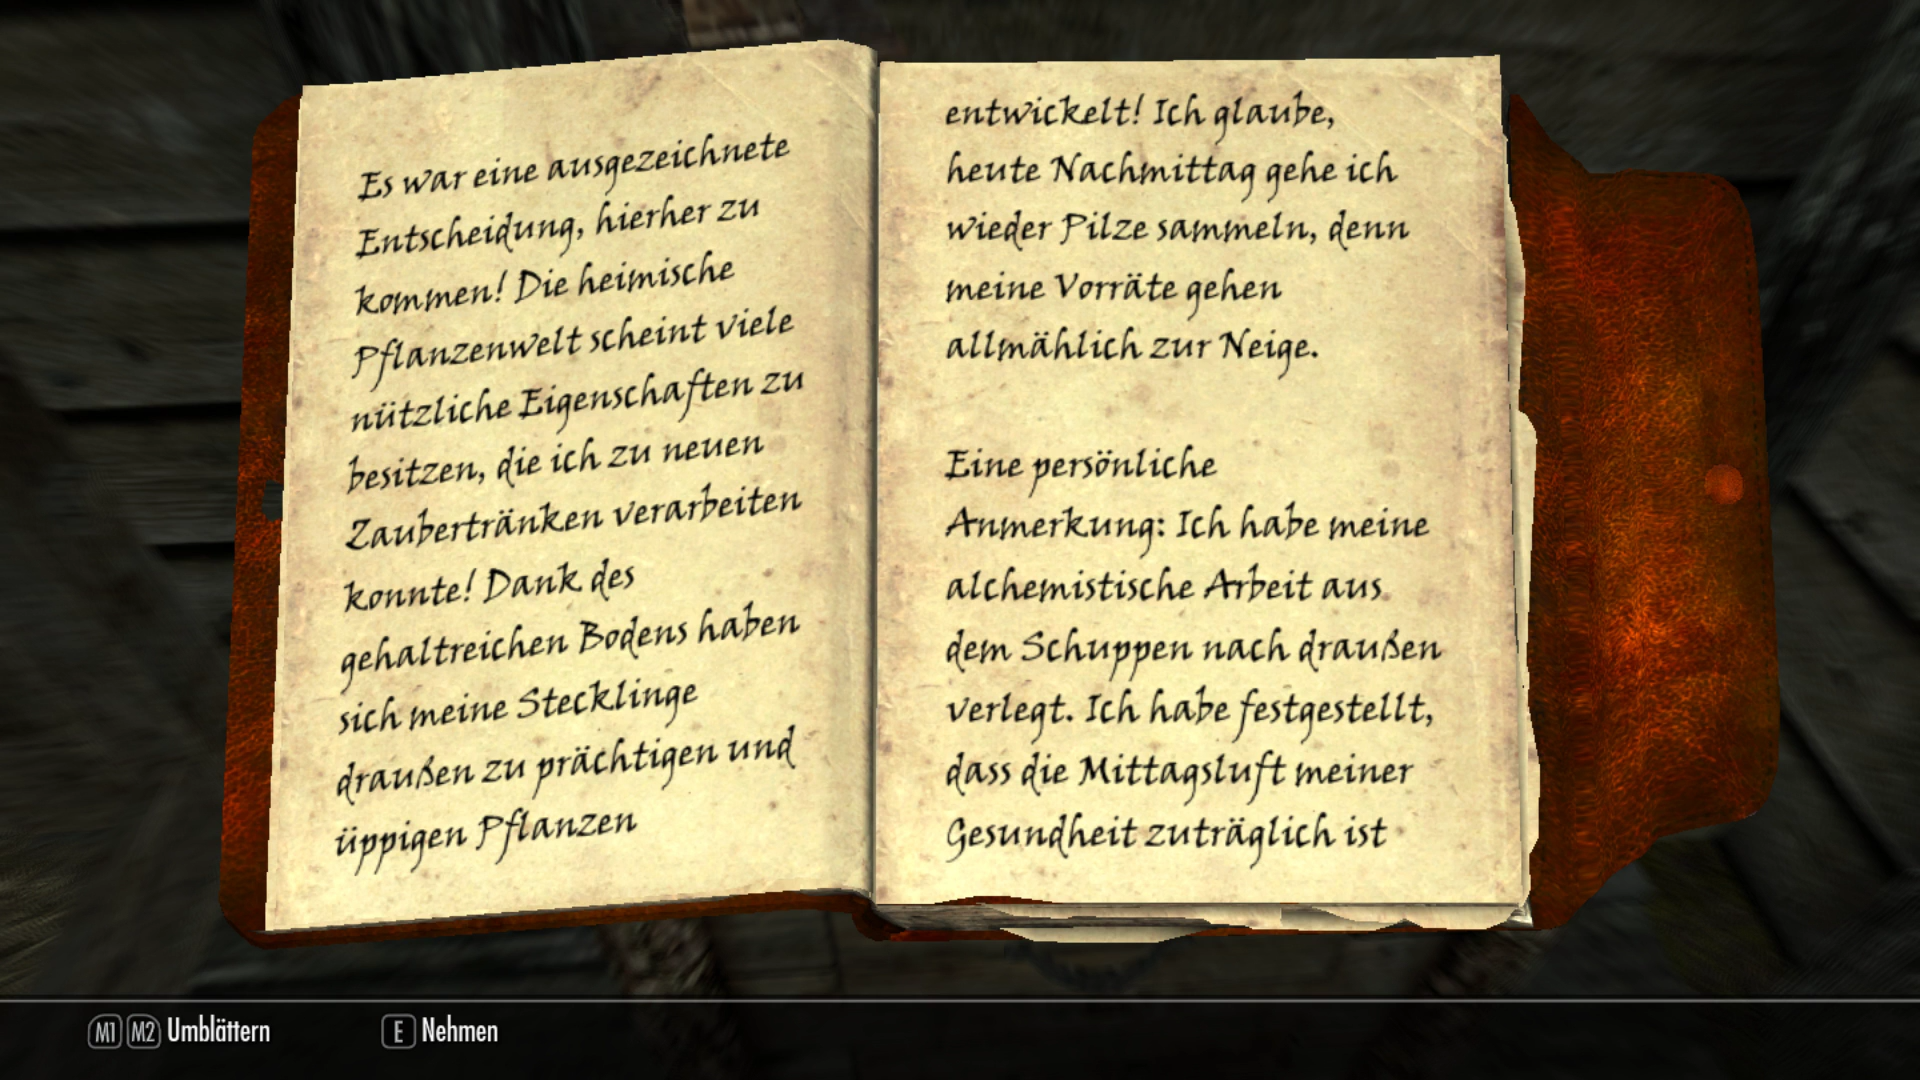 Es war eine ausgezeichnete
Entscheidung, hierher zu
kommen! Die heimische
Pflanzenwelt scheint viele
nützliche Eigenschaften zu
besitzen, die ich zu neuen
Zaubertränken verarbeiten
konnte! Dank des
gehaltreichen Bodens haben
sich meine Stecklinge
draußen zu prächtigen und
üppigen Pflanzen
entwickelt! Ich glaube,
heute Nachmittag gehe ich
wieder Pilze sammeln, denn
meine Vorräte gehen
allmählich zur Neige.
Eine persönliche
Anmerkung: Ich habe meine
alchemistische Arbeit aus
dem Schuppen nach draußen
verlegt. Ich habe festgestellt,
dass die Mittagsluft meiner
Gesundheit zuträglich ist
M1 M2 Umblättern E Nehmen